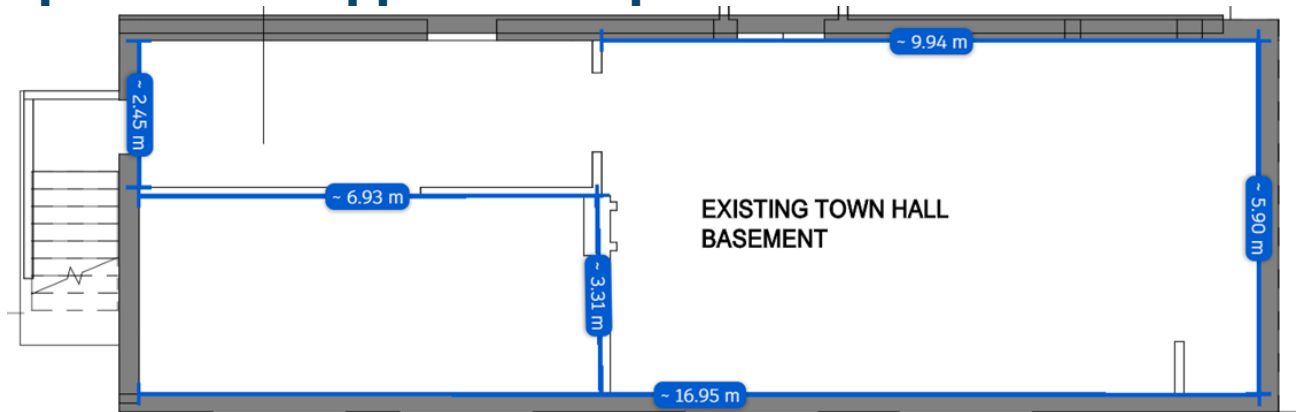 ~ 9.94 m
~ 2.45 m
~ 6.93 m
EXISTING TOWN HALL
BASEMENT
~ 5.90 m
~ 3.31 m
~ 16.95 m